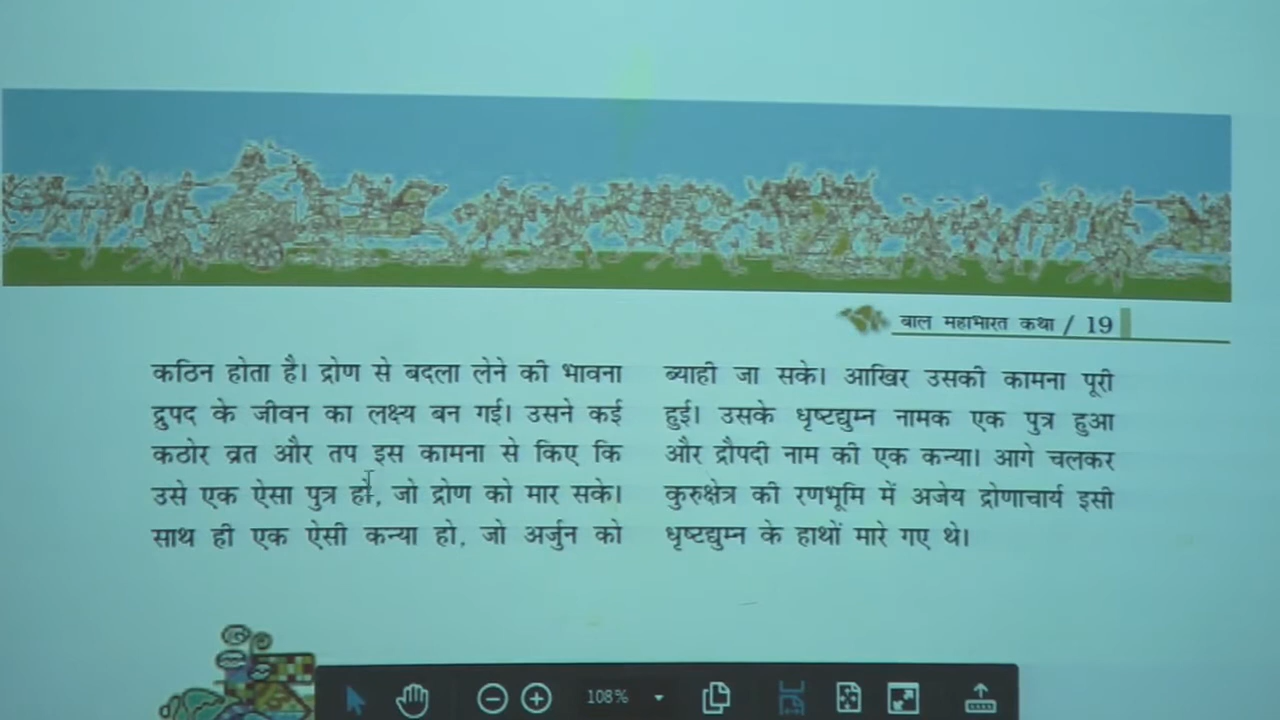 बाल महाभारत कथा / 19
कठिन होता है। द्रोण से बदला लेने की भावना
द्रुपद के जीवन का लक्ष्य बन गई। उसने कई
कठोर व्रत और तप इस कामना से किए कि
उसे एक ऐसा पुत्र हो, जो द्रोण को मार सके।
साथ ही एक ऐसी कन्या हो, जो अर्जुन को
ब्याही जा सके। आखिर उसकी कामना पूरी
हुई। उसके धृष्टद्युम्न नामक एक पुत्र हुआ
और द्रौपदी नाम की एक कन्या। आगे चलकर
कुरुक्षेत्र की रणभूमि में अजेय द्रोणाचार्य इसी
धृष्टद्युम्न के हाथों मारे गए थे।
108%